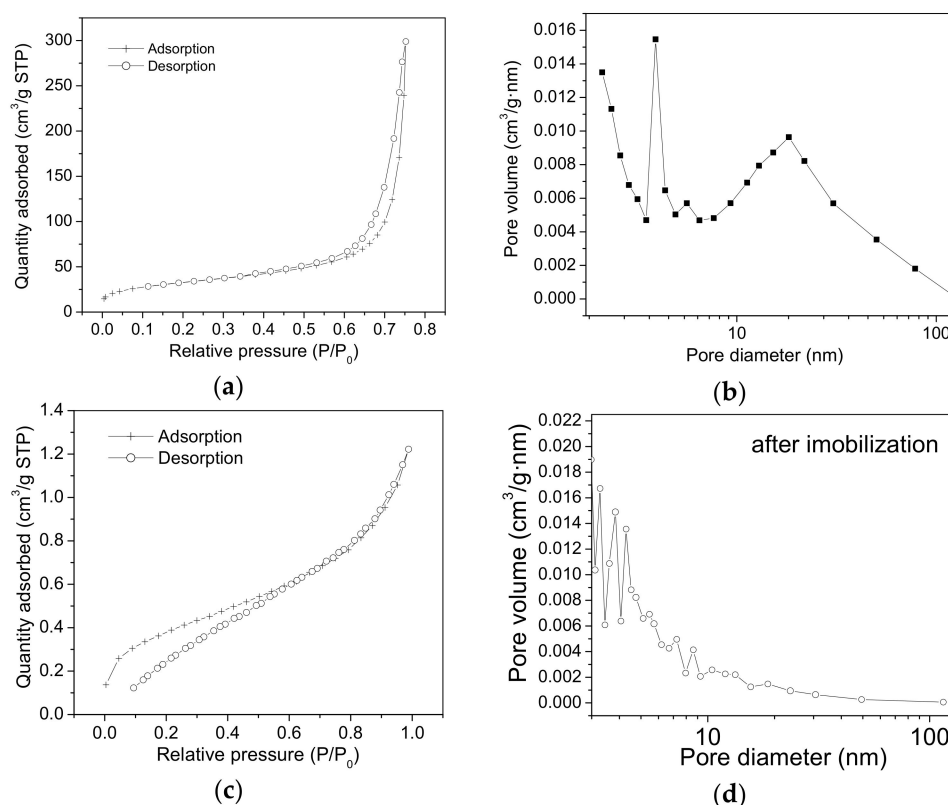 Quantity adsorbed (cm³/g STP)
300
250
200
150
100
50
0
Adsorption
Desorption
0.0 0.1 0.2 0.3 0.4 0.5 0.6 0.7 0.8
Relative pressure (P/P₀)
(a)
Pore volume (cm³/g·nm)
0.016
0.014
0.012
0.010
0.008
0.006
0.004
0.002
0.000
10 100
Pore diameter (nm)
(b)
Quantity adsorbed (cm³/g STP)
1.4
1.2
1.0
0.8
0.6
0.4
0.2
0.0
Adsorption
Desorption
0.0 0.2 0.4 0.6 0.8 1.0
Relative pressure (P/P₀)
(c)
Pore volume (cm³/g·nm)
0.022
0.020
0.018
0.016
0.014
0.012
0.010
0.008
0.006
0.004
0.002
0.000
after imobilization
10 100
Pore diameter (nm)
(d)